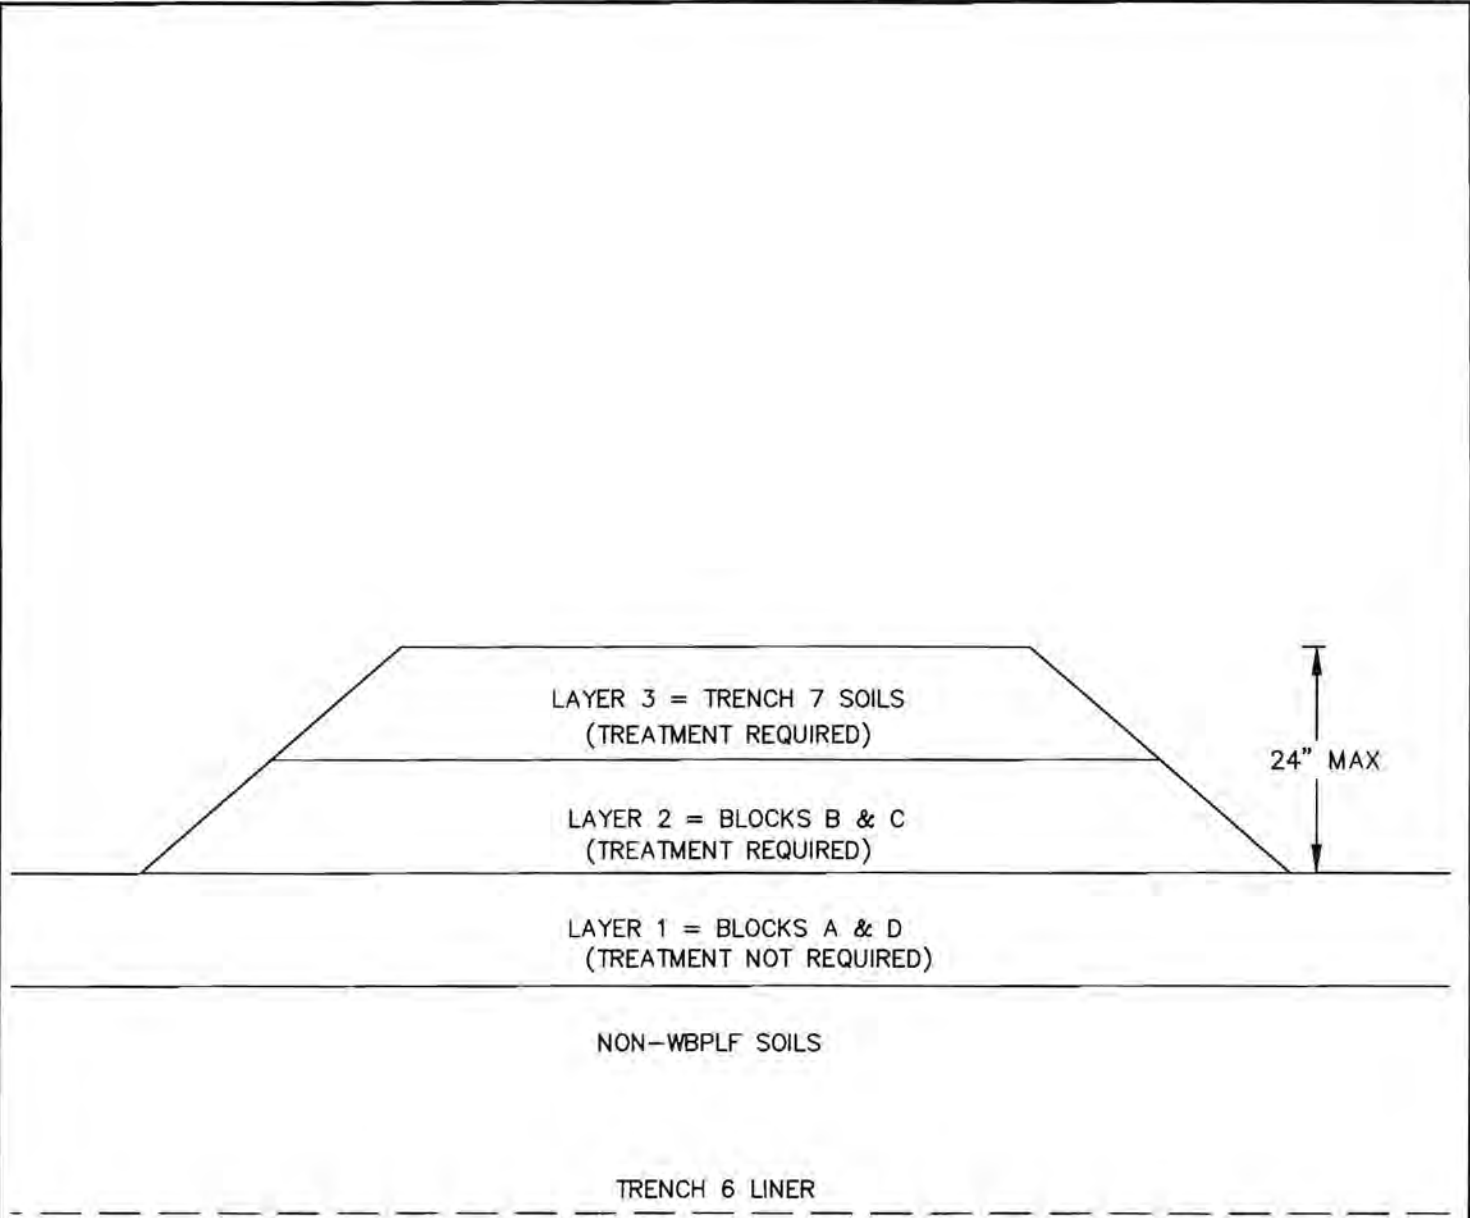 LAYER 3 = TRENCH 7 SOILS
(TREATMENT REQUIRED)
24" MAX
LAYER 2 = BLOCKS B & C
(TREATMENT REQUIRED)
LAYER 1 = BLOCKS A & D
(TREATMENT NOT REQUIRED)
NON-WBPLF SOILS
TRENCH 6 LINER